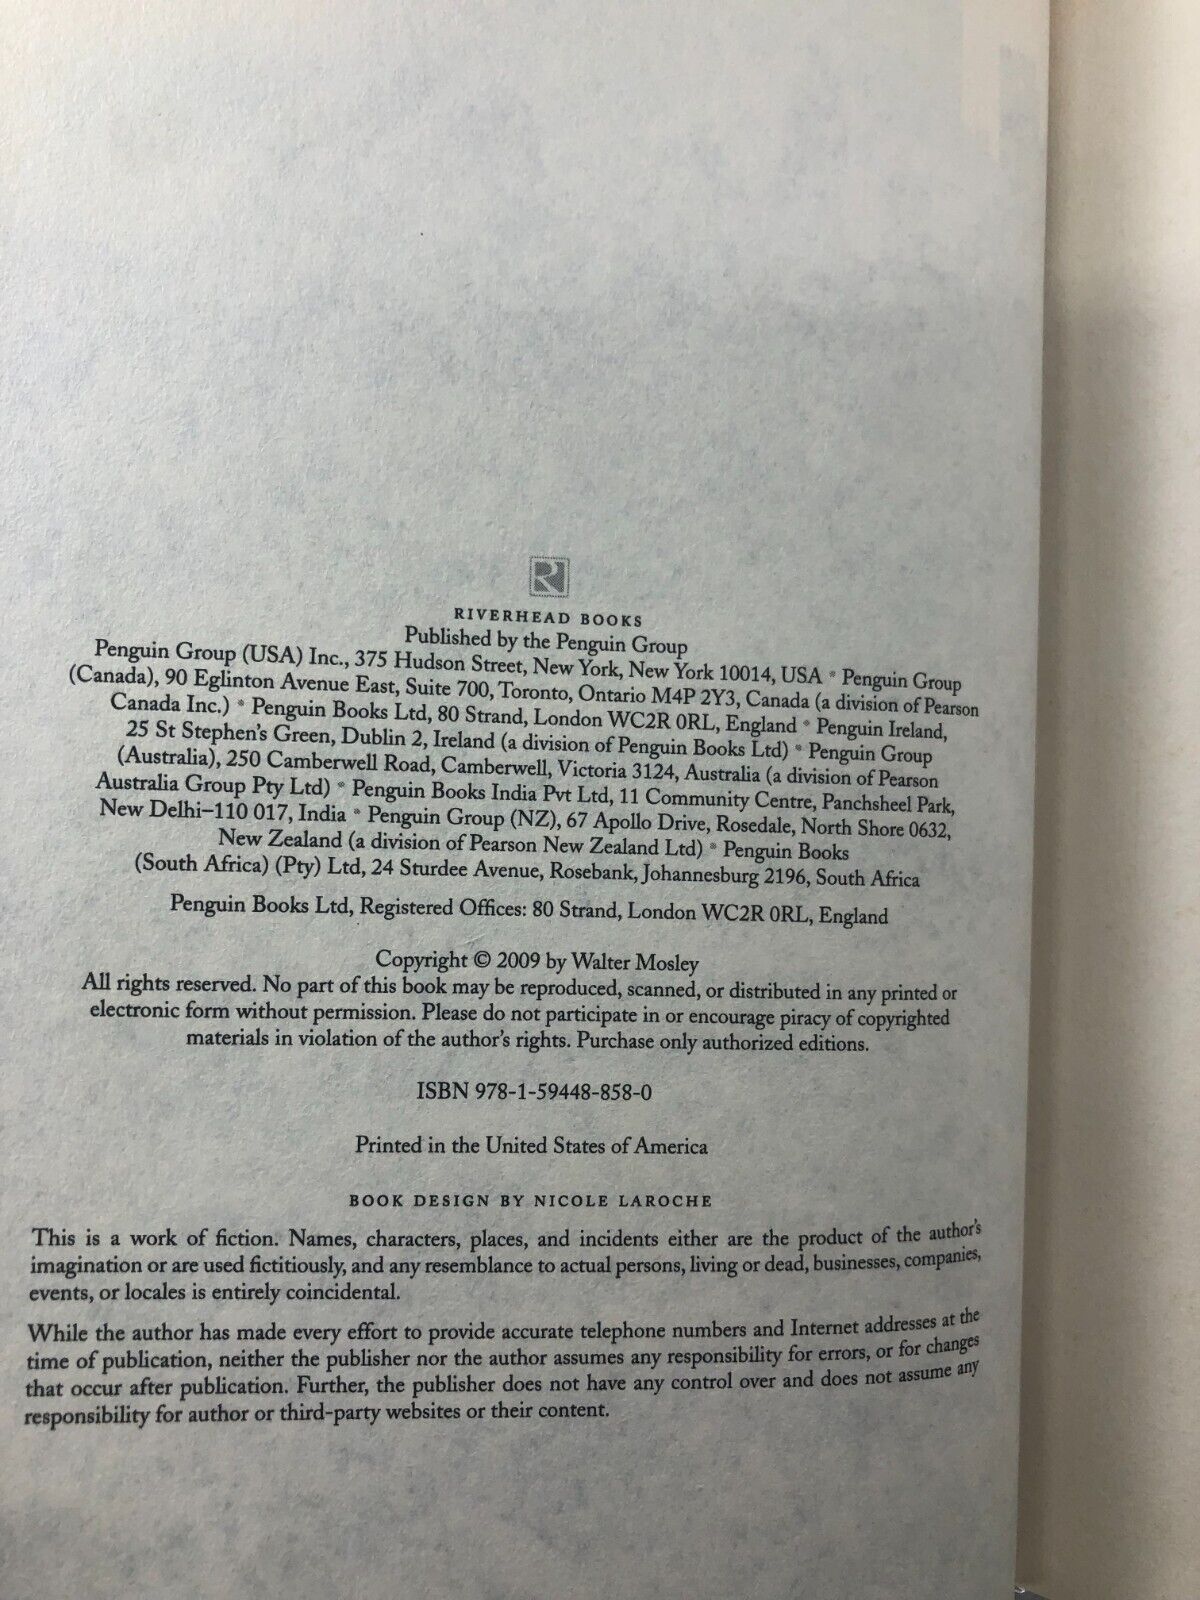 R
RIVERHEAD BOOKS
Published by the Penguin Group
Penguin Group (USA) Inc., 375 Hudson Street, New York, New York 10014, USA * Penguin Group
(Canada), 90 Eglinton Avenue East, Suite 700, Toronto, Ontario M4P 2Y3, Canada (a division of Pearson
Canada Inc.) * Penguin Books Ltd, 80 Strand, London WC2R 0RL, England * Penguin Ireland,
25 St Stephen's Green, Dublin 2, Ireland (a division of Penguin Books Ltd) * Penguin Group
(Australia), 250 Camberwell Road, Camberwell, Victoria 3124, Australia (a division of Pearson
Australia Group Pty Ltd) * Penguin Books India Pvt Ltd, 11 Community Centre, Panchsheel Park,
New Delhi–110 017, India * Penguin Group (NZ), 67 Apollo Drive, Rosedale, North Shore 0632,
New Zealand (a division of Pearson New Zealand Ltd) * Penguin Books
(South Africa) (Pty) Ltd, 24 Sturdee Avenue, Rosebank, Johannesburg 2196, South Africa
Penguin Books Ltd, Registered Offices: 80 Strand, London WC2R 0RL, England
Copyright © 2009 by Walter Mosley
All rights reserved. No part of this book may be reproduced, scanned, or distributed in any printed or
electronic form without permission. Please do not participate in or encourage piracy of copyrighted
materials in violation of the author's rights. Purchase only authorized editions.
ISBN 978-1-59448-858-0
Printed in the United States of America
BOOK DESIGN BY NICOLE LAROCHE
This is a work of fiction. Names, characters, places, and incidents either are the product of the author's
imagination or are used fictitiously, and any resemblance to actual persons, living or dead, businesses, companies,
events, or locales is entirely coincidental.
While the author has made every effort to provide accurate telephone numbers and Internet addresses at the
time of publication, neither the publisher nor the author assumes any responsibility for errors, or for changes
that occur after publication. Further, the publisher does not have any control over and does not assume any
responsibility for author or third-party websites or their content.